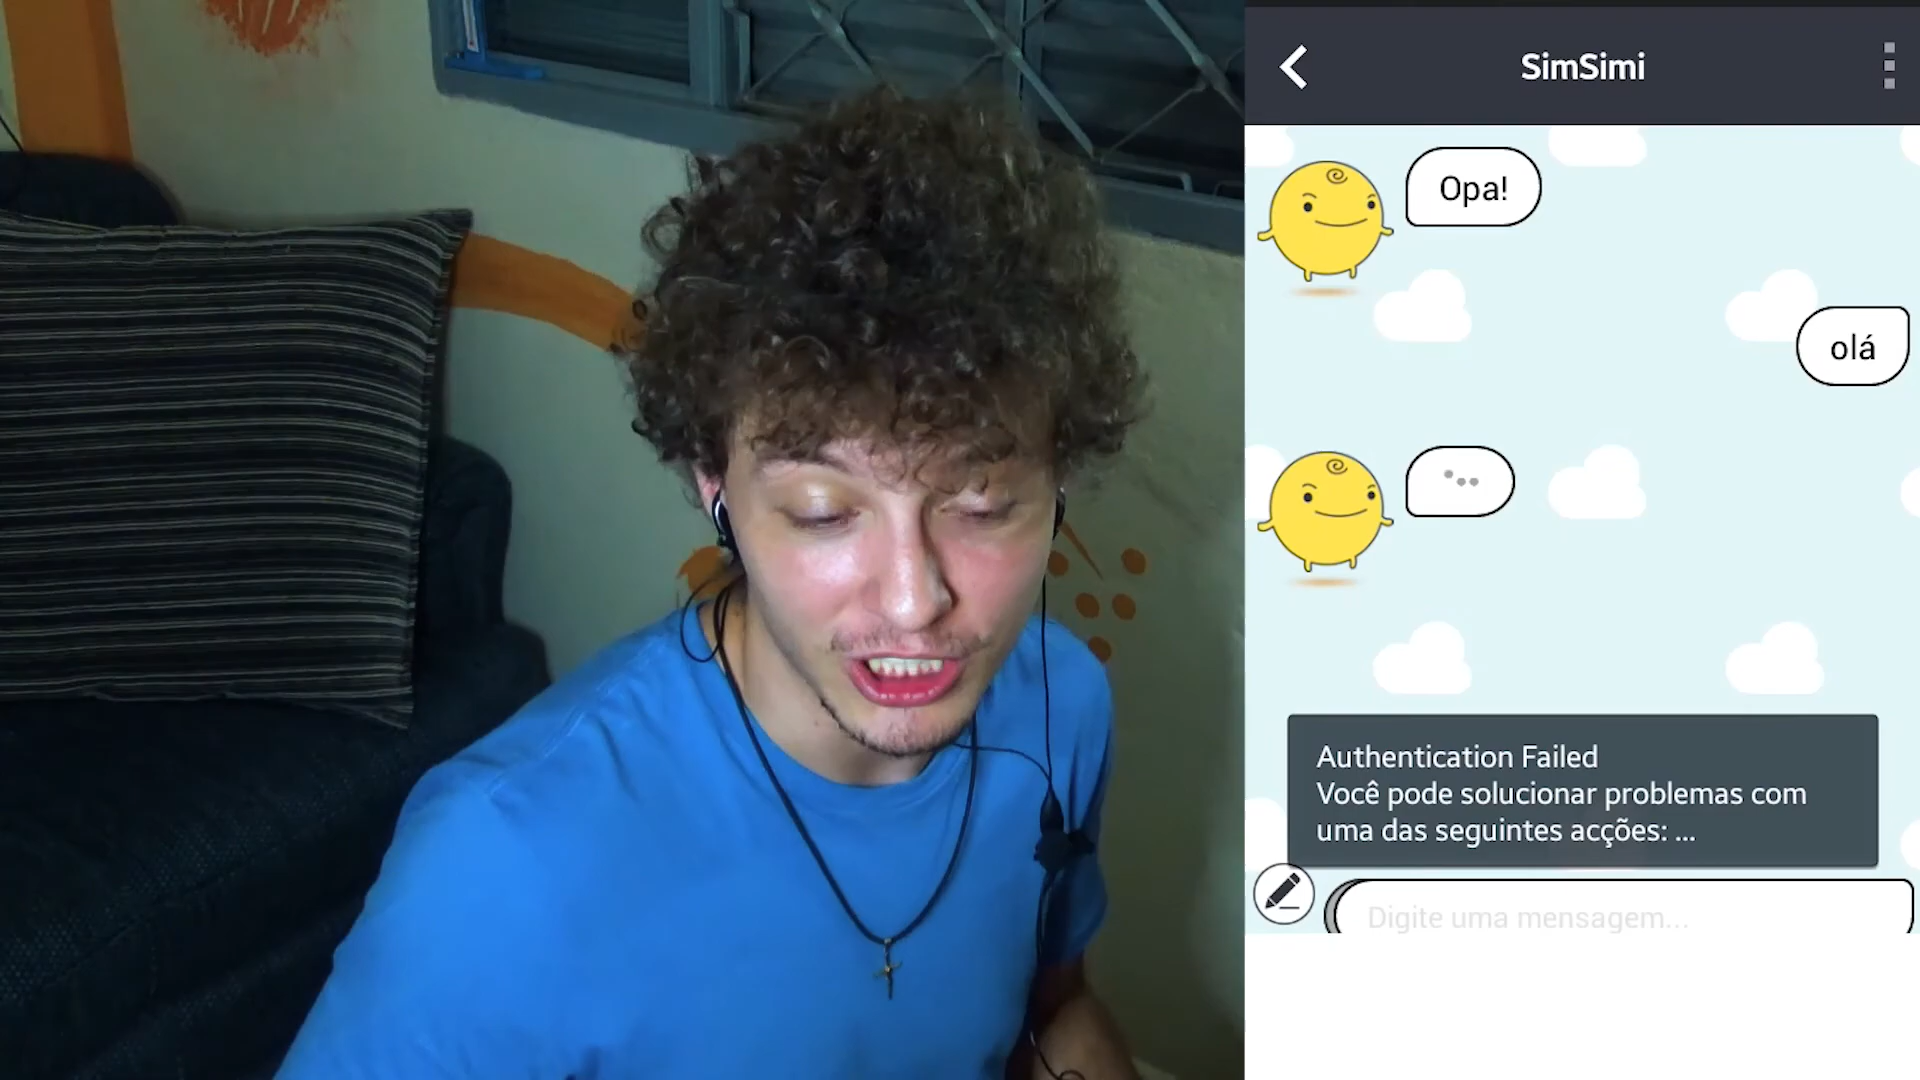 SimSimi
Opa!
olá
Authentication Failed
Você pode solucionar problemas com
uma das seguintes acções: ...
Digite uma mensagem...